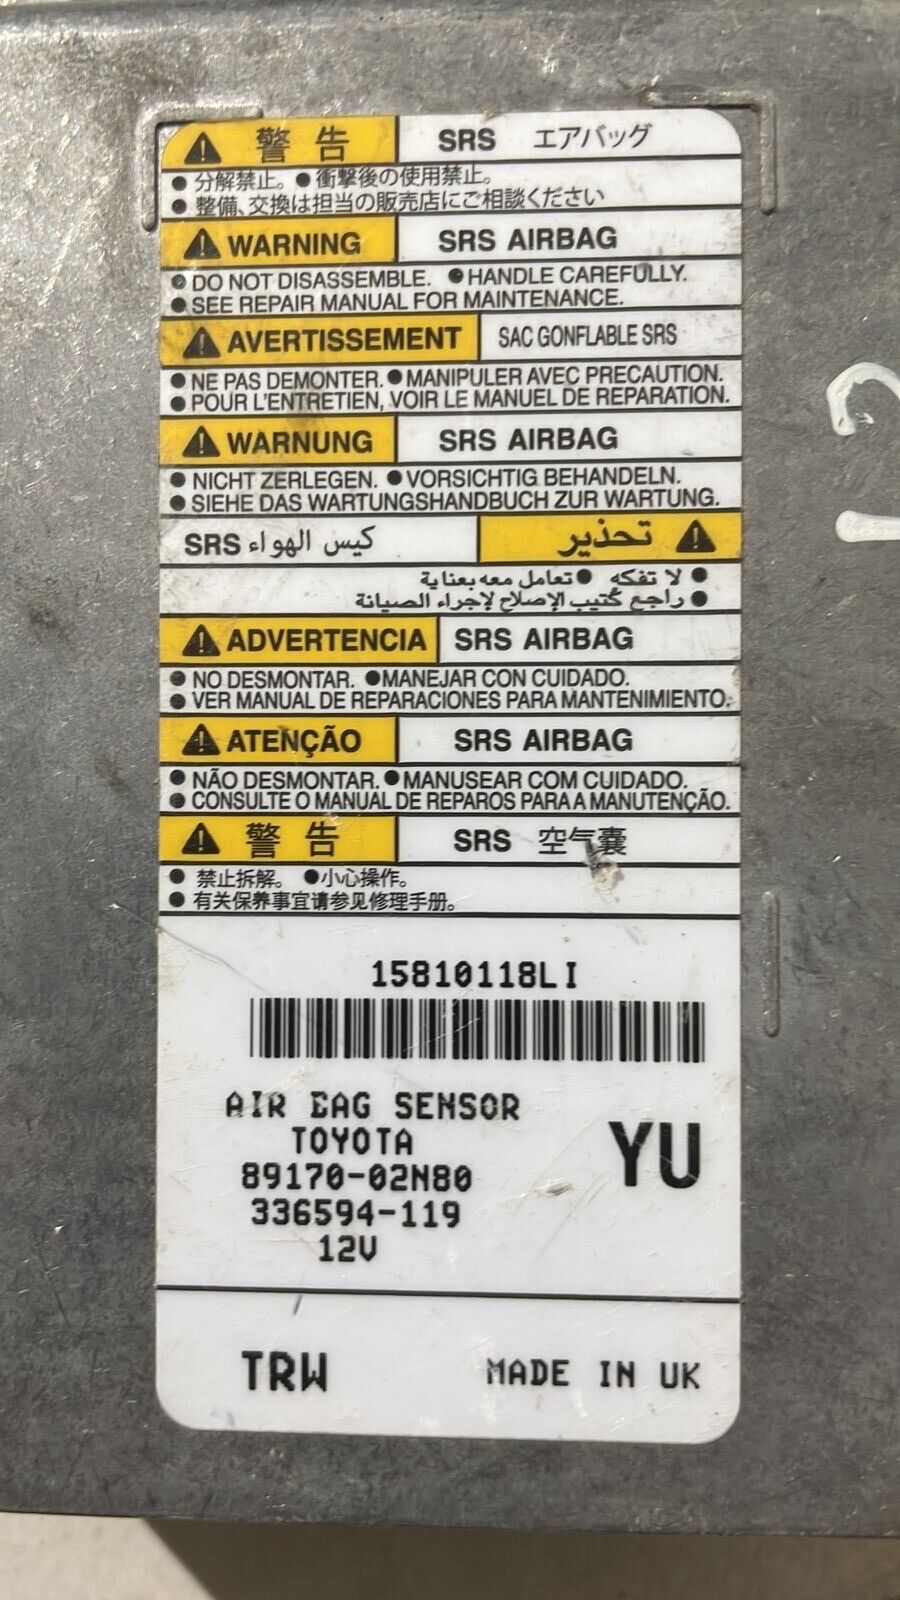 警告 SRS エアバッグ
● 分解禁止。 ● 衝撃後の使用禁止。
● 整備、交換は担当の販売店にご相談ください
WARNING SRS AIRBAG
● DO NOT DISASSEMBLE. ● HANDLE CAREFULLY.
● SEE REPAIR MANUAL FOR MAINTENANCE.
AVERTISSEMENT SAC GONFLABLE SRS
● NE PAS DEMONTER. ● MANIPULER AVEC PRECAUTION.
● POUR L'ENTRETIEN, VOIR LE MANUEL DE REPARATION.
WARNUNG SRS AIRBAG
● NICHT ZERLEGEN. ● VORSICHTIG BEHANDELN.
● SIEHE DAS WARTUNGSHANDBUCH ZUR WARTUNG.
تحذير كيس الهواء SRS
● لا تفكه ● تعامل معه بعناية
● راجع كتيب الإصلاح لإجراء الصيانة
ADVERTENCIA SRS AIRBAG
● NO DESMONTAR. ● MANEJAR CON CUIDADO.
● VER MANUAL DE REPARACIONES PARA MANTENIMIENTO.
ATENÇÃO SRS AIRBAG
● NÃO DESMONTAR. ● MANUSEAR COM CUIDADO.
● CONSULTE O MANUAL DE REPAROS PARA A MANUTENÇÃO.
警告 SRS 空气囊
● 禁止拆解。 ● 小心操作。
● 有关保养事宜请参见修理手册。
15810118LI
AIR BAG SENSOR
TOYOTA
YU
89170-02N80
336594-119
12V
TRW MADE IN UK